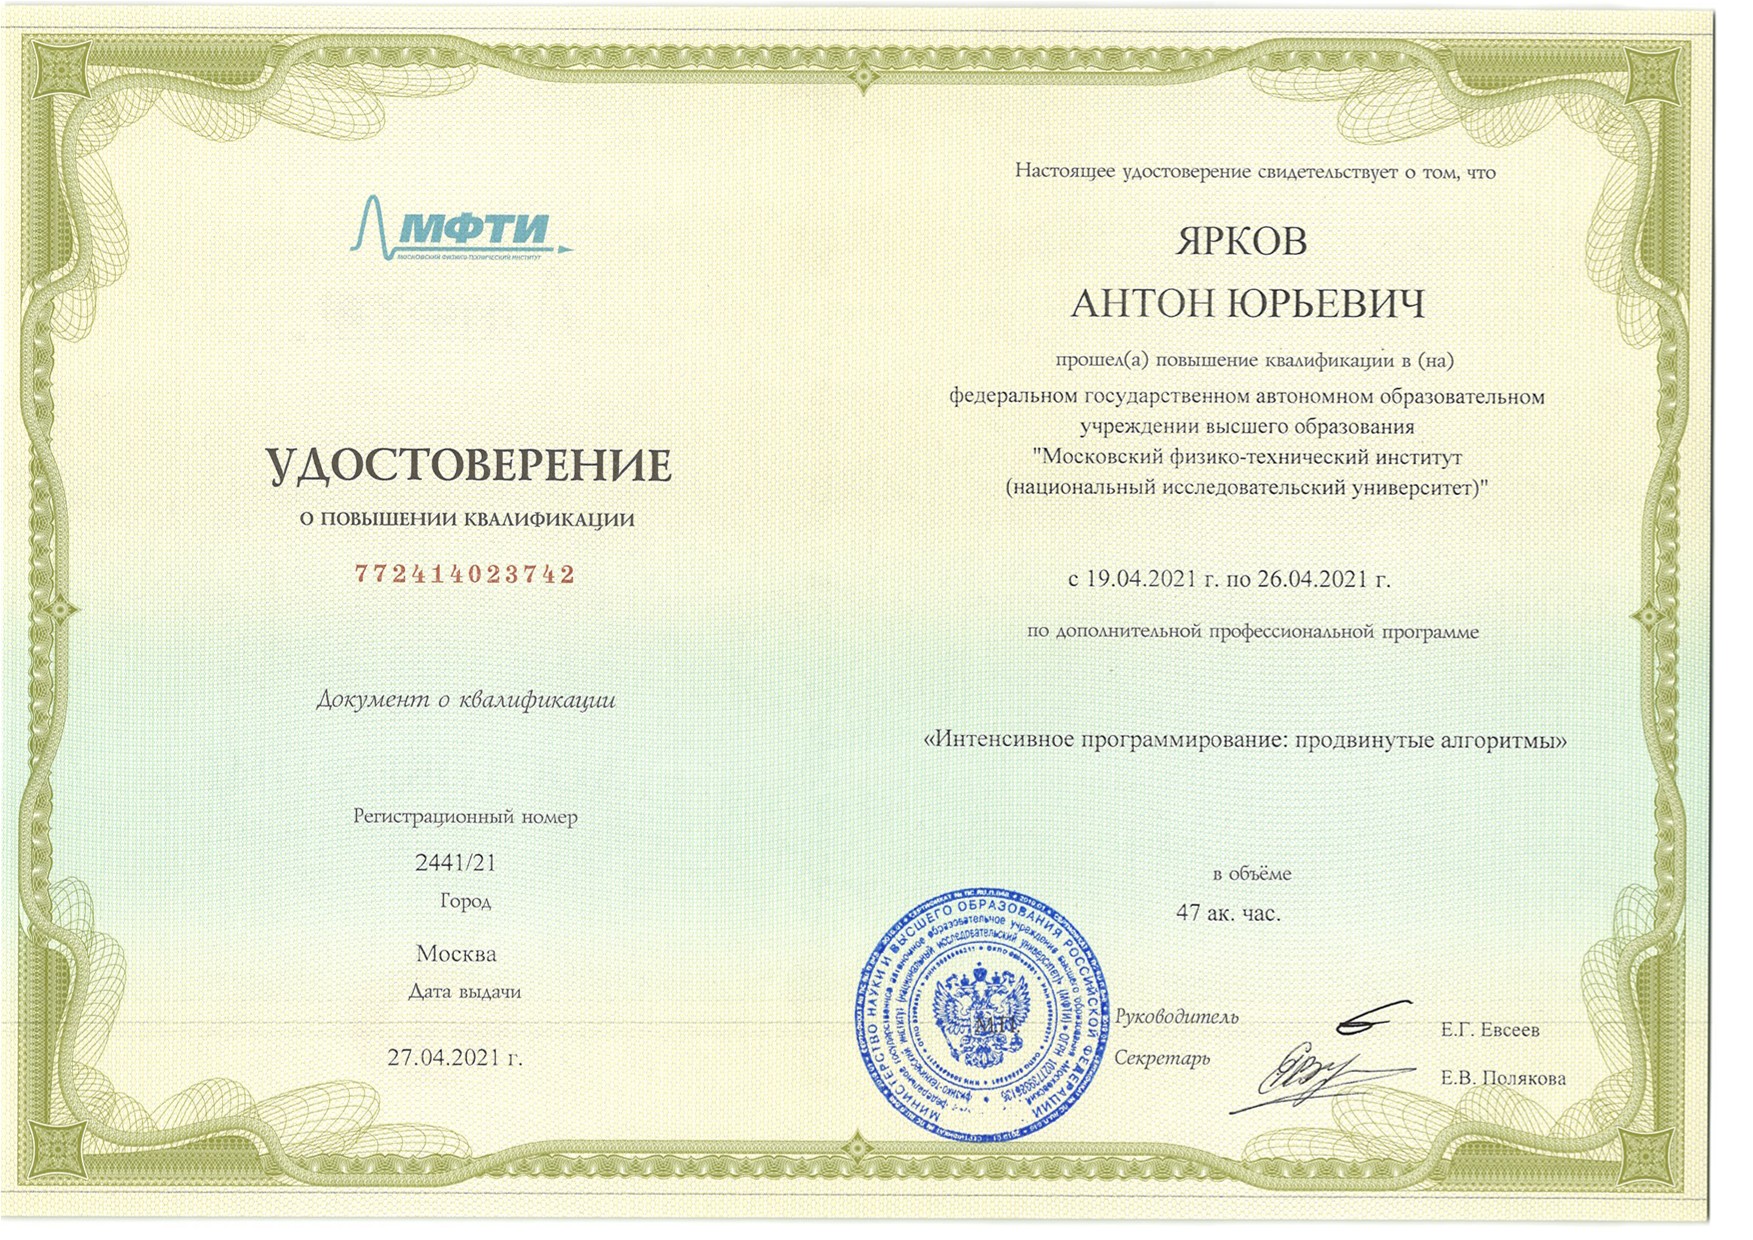 МФТИ
МОСКОВСКИЙ ФИЗИКО-ТЕХНИЧЕСКИЙ ИНСТИТУТ
УДОСТОВЕРЕНИЕ
О ПОВЫШЕНИИ КВАЛИФИКАЦИИ
772414023742
Документ о квалификации
Регистрационный номер
2441/21
Город
Москва
Дата выдачи
27.04.2021 г.
Настоящее удостоверение свидетельствует о том, что
ЯРКОВ
АНТОН ЮРЬЕВИЧ
прошел(а) повышение квалификации в (на)
федеральном государственном автономном образовательном
учреждении высшего образования
"Московский физико-технический институт
(национальный исследовательский университет)"
с 19.04.2021 г. по 26.04.2021 г.
по дополнительной профессиональной программе
«Интенсивное программирование: продвинутые алгоритмы»
в объёме
47 ак. час.
М.П.
Руководитель
Е.Г. Евсеев
Секретарь
Е.В. Полякова
МИНИСТЕРСТВО НАУКИ И ВЫСШЕГО ОБРАЗОВАНИЯ РОССИЙСКОЙ ФЕДЕРАЦИИ